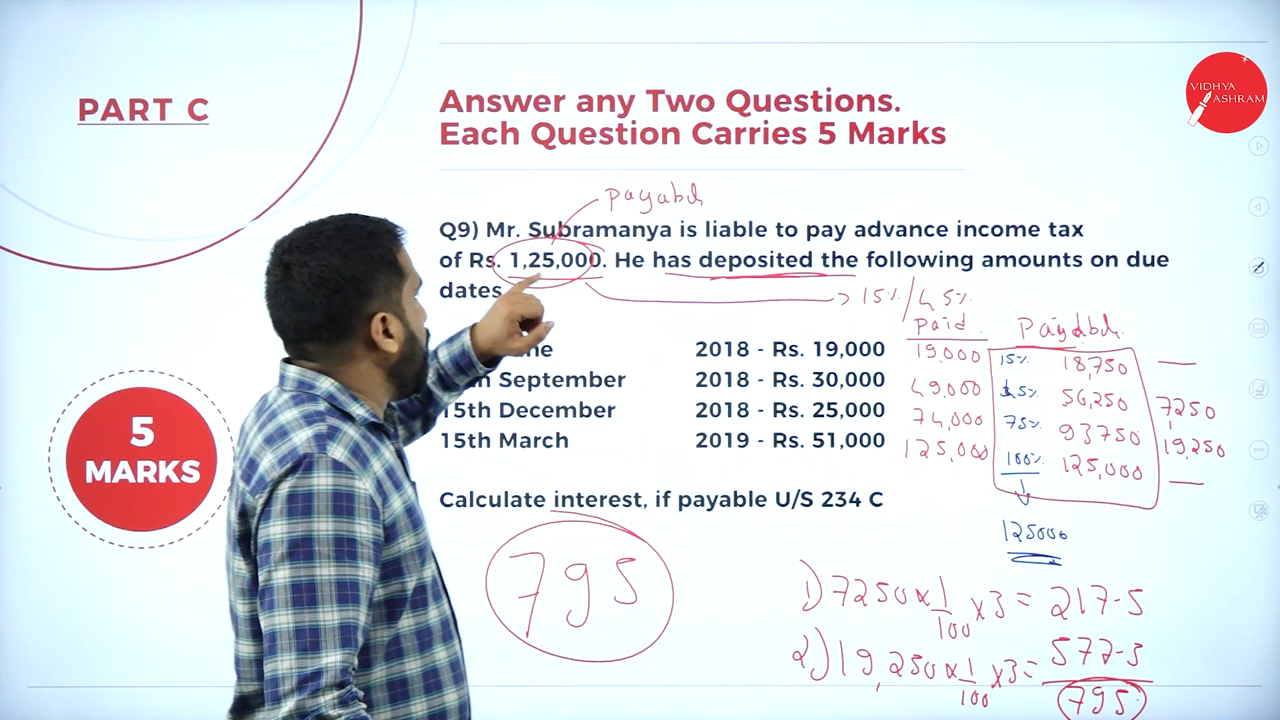 PART C
Answer any Two Questions.
Each Question Carries 5 Marks
VIDHYA
ASHRAM
payabd
Q9) Mr. Subramanya is liable to pay advance income tax
of Rs. 1,25,000. He has deposited the following amounts on due
dates
15% / 45%
Paid
Payabd
ne 2018 - Rs. 19,000
19,000
15% 18,750
September 2018 - Rs. 30,000
49,000
45% 56,250
7250
15th December 2018 - Rs. 25,000
74,000
75% 93750
19,250
15th March 2019 - Rs. 51,000
125,000
100% 125,000
5
MARKS
Calculate interest, if payable U/S 234 C
125000
795
1) 7250 x 1/100 x 3 = 217-5
2) 19,250 x 1/100 x 3 = 577-5
795